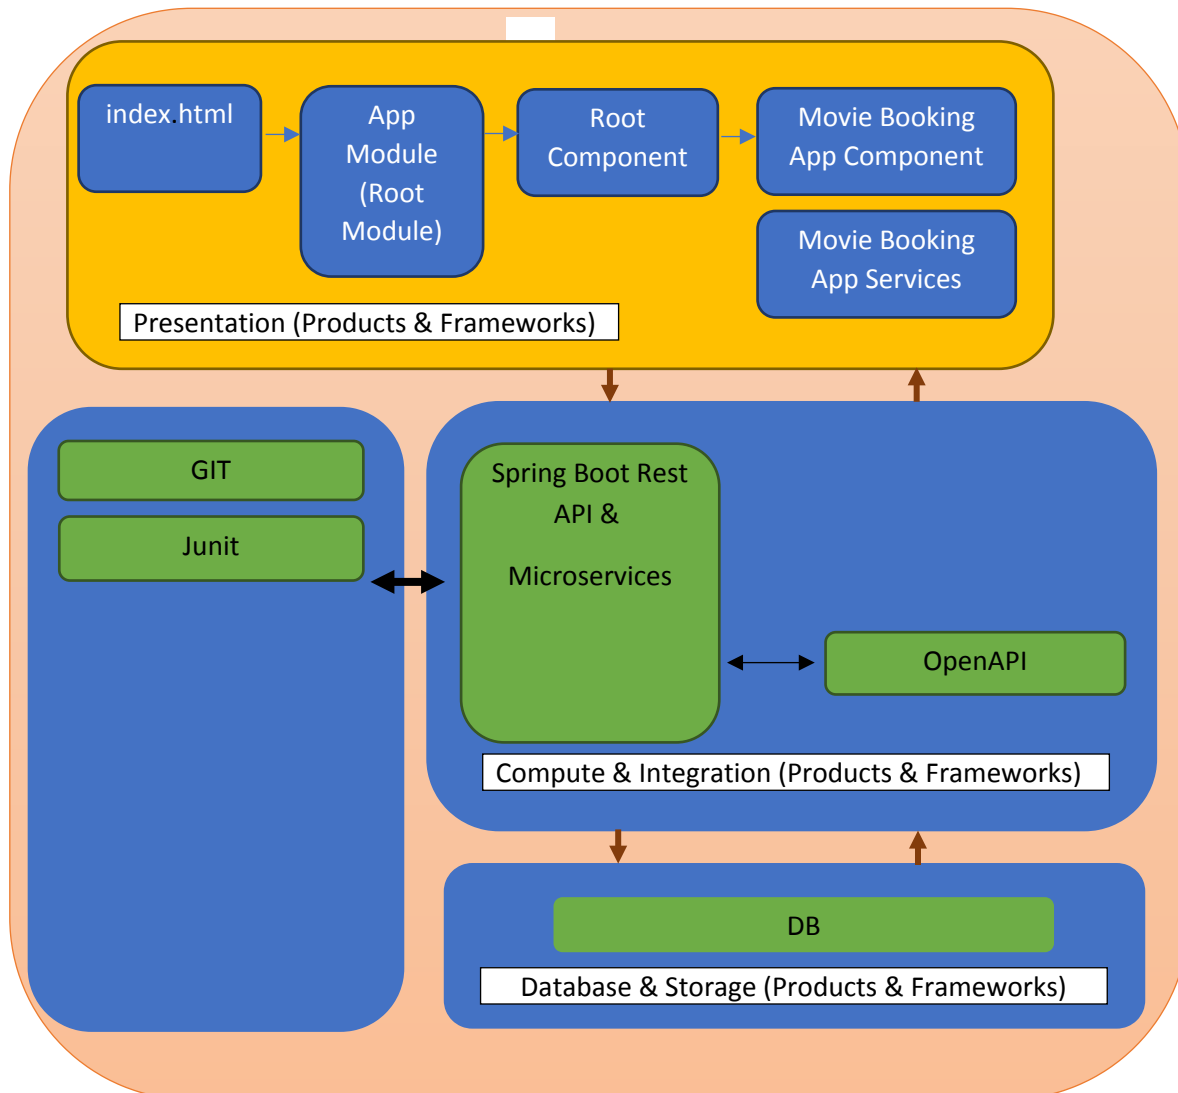 index.html
App
Module
(Root
Module)
Root
Component
Movie Booking
App Component
Movie Booking
App Services
Presentation (Products & Frameworks)
GIT
Junit
Spring Boot Rest
API &
Microservices
OpenAPI
Compute & Integration (Products & Frameworks)
DB
Database & Storage (Products & Frameworks)